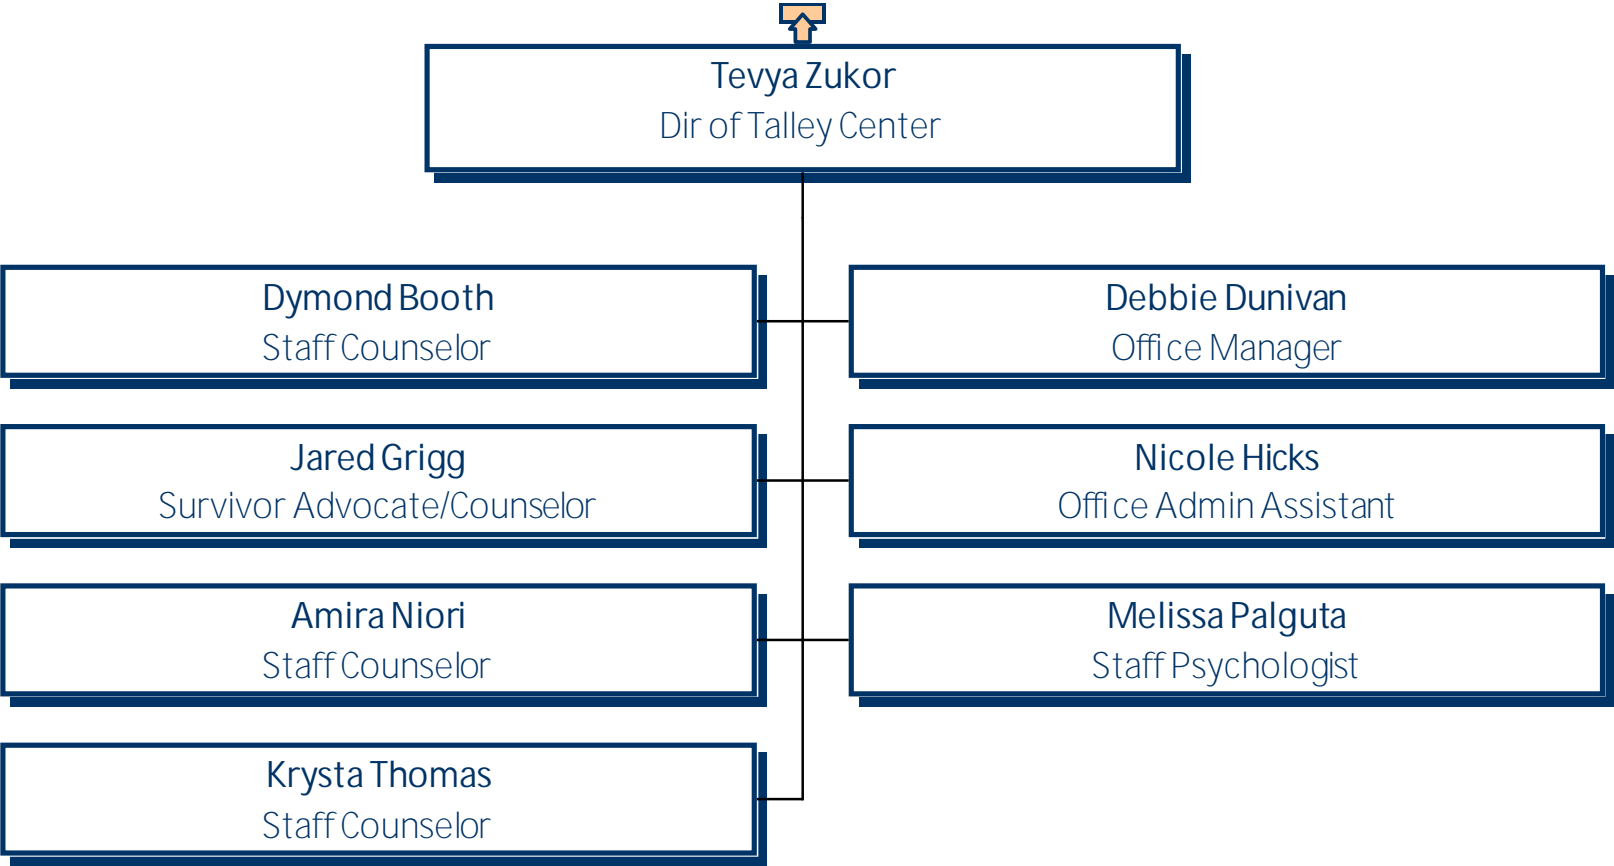 Tevya Zukor
Dir of Talley Center
Dymond Booth
Staff Counselor
Debbie Dunivan
Office Manager
Jared Grigg
Survivor Advocate/Counselor
Nicole Hicks
Office Admin Assistant
Amira Niori
Staff Counselor
Melissa Palguta
Staff Psychologist
Krysta Thomas
Staff Counselor